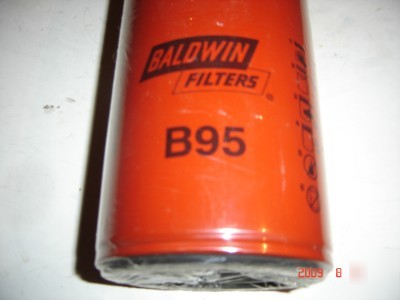 BALDWIN
FILTERS
®
B95
2009 8